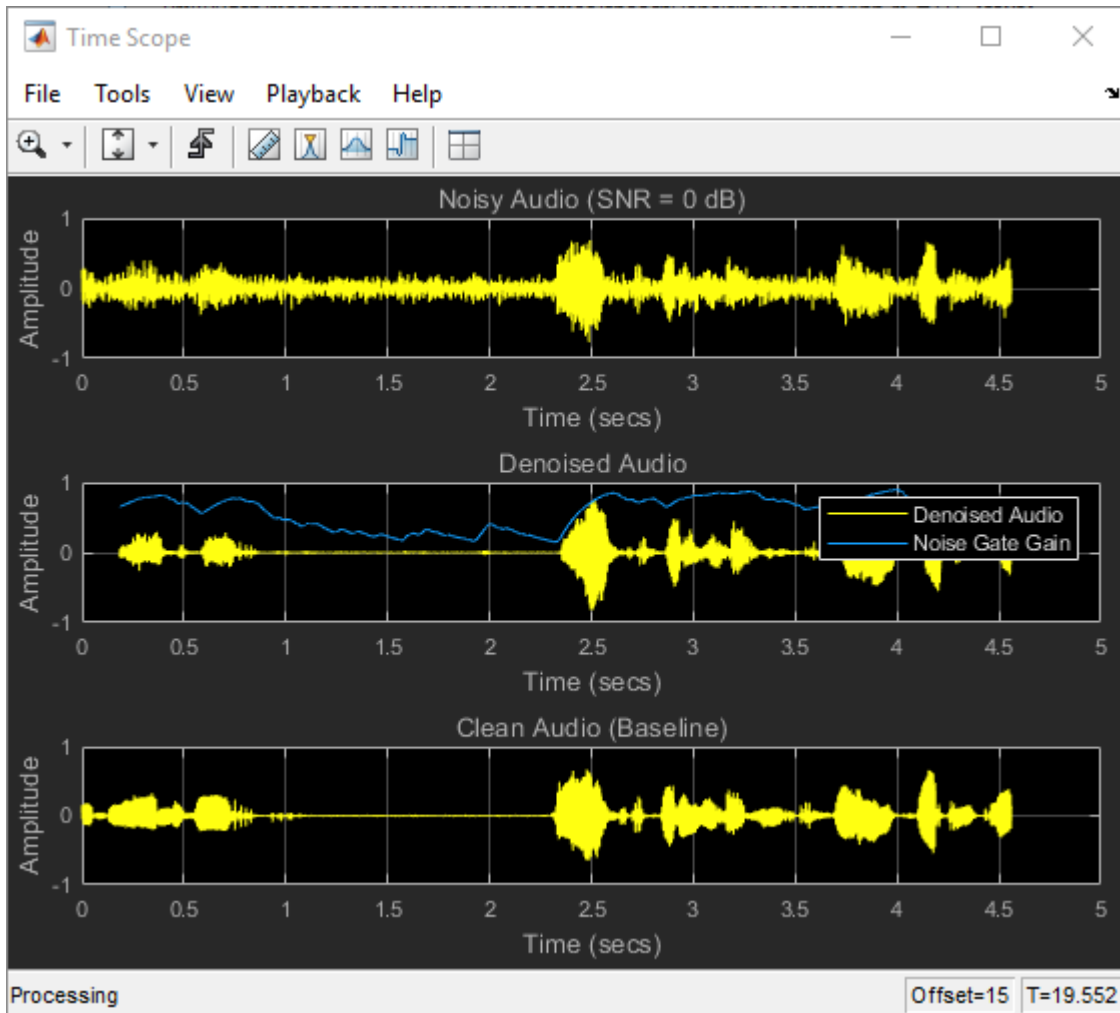 Time Scope
File Tools View Playback Help
Noisy Audio (SNR = 0 dB)
Amplitude
1
0
-1
0 0.5 1 1.5 2 2.5 3 3.5 4 4.5 5
Time (secs)
Denoised Audio
Amplitude
1
0
-1
Denoised Audio
Noise Gate Gain
0 0.5 1 1.5 2 2.5 3 3.5 4 4.5 5
Time (secs)
Clean Audio (Baseline)
Amplitude
1
0
-1
0 0.5 1 1.5 2 2.5 3 3.5 4 4.5 5
Time (secs)
Processing Offset=15 T=19.552